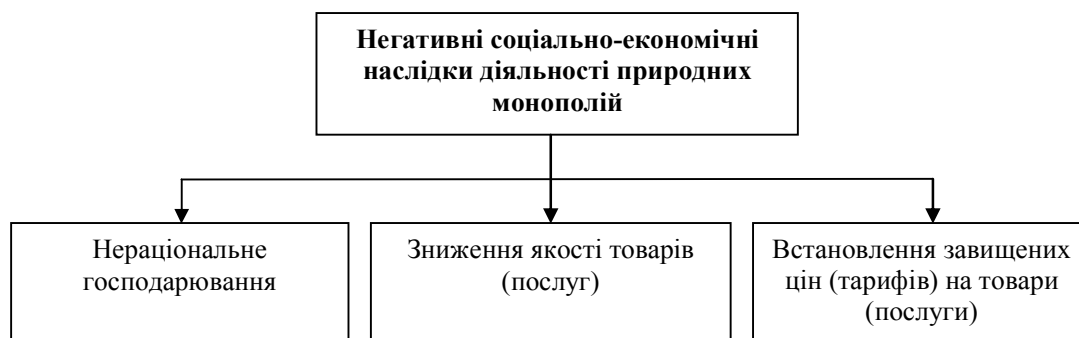 Негативні соціально-економічні
наслідки діяльності природних
монополій
Нераціональне
господарювання
Зниження якості товарів
(послуг)
Встановлення завищених
цін (тарифів) на товари
(послуги)